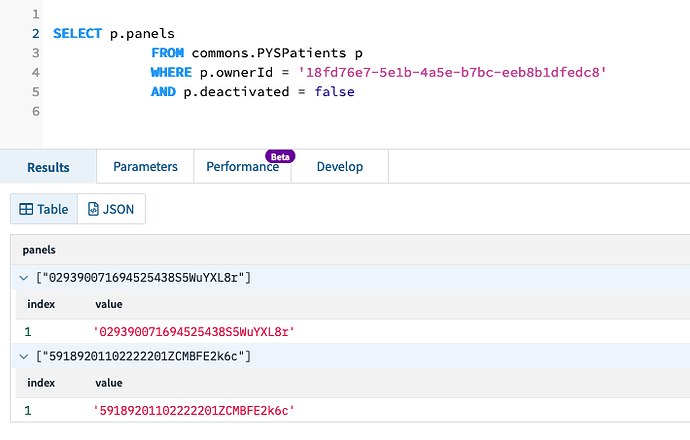 1
2 SELECT p.panels
3 FROM commons.PYSPatients p
4 WHERE p.ownerId = '18fd76e7-5e1b-4a5e-b7bc-eeb8b1dfedc8'
5 AND p.deactivated = false
6
Results Parameters Performance Beta Develop
Table JSON
panels
["029390071694525438S5WuYXL8r"]
index value
1 '029390071694525438S5WuYXL8r'
["59189201102222201ZCMBFE2k6c"]
index value
1 '59189201102222201ZCMBFE2k6c'